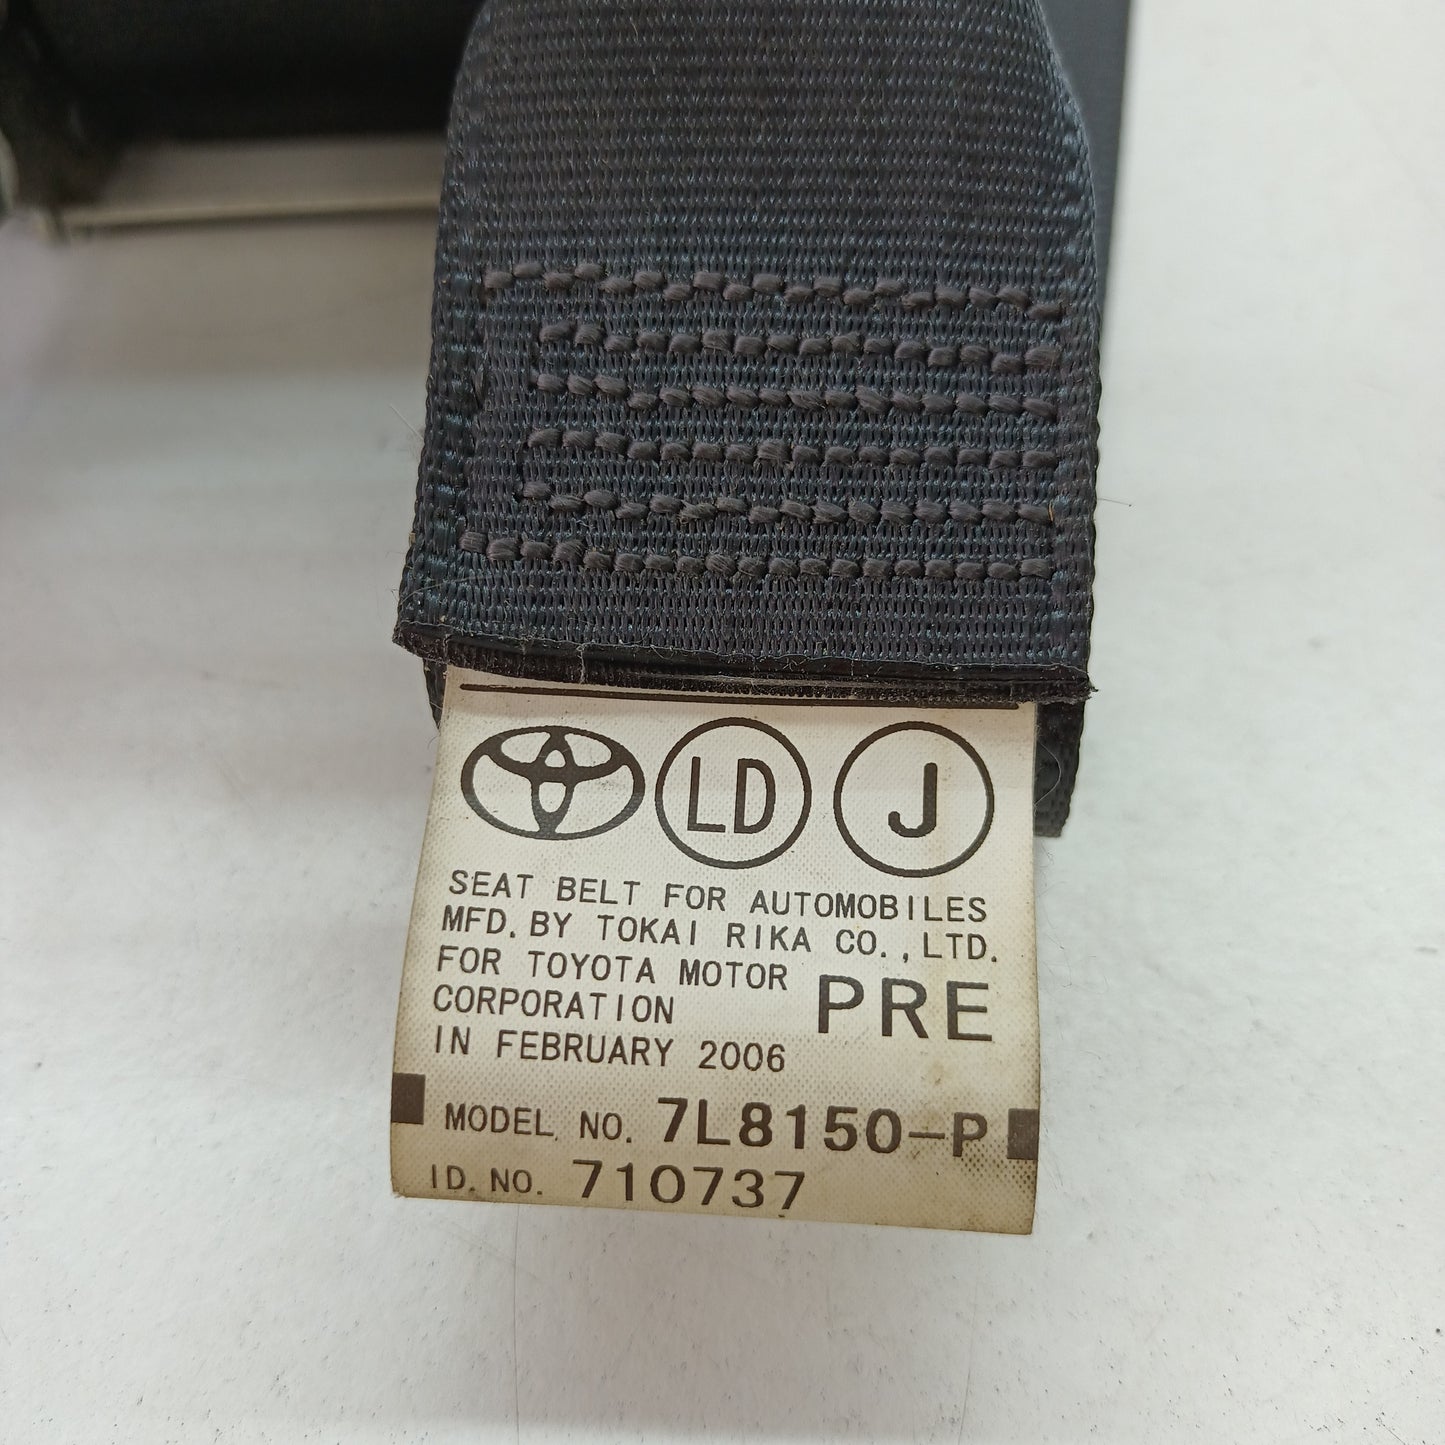 LD J
SEAT BELT FOR AUTOMOBILES
MFD. BY TOKAI RIKA CO., LTD.
FOR TOYOTA MOTOR
CORPORATION PRE
IN FEBRUARY 2006
MODEL NO. 7L8150-P
ID. NO. 710737